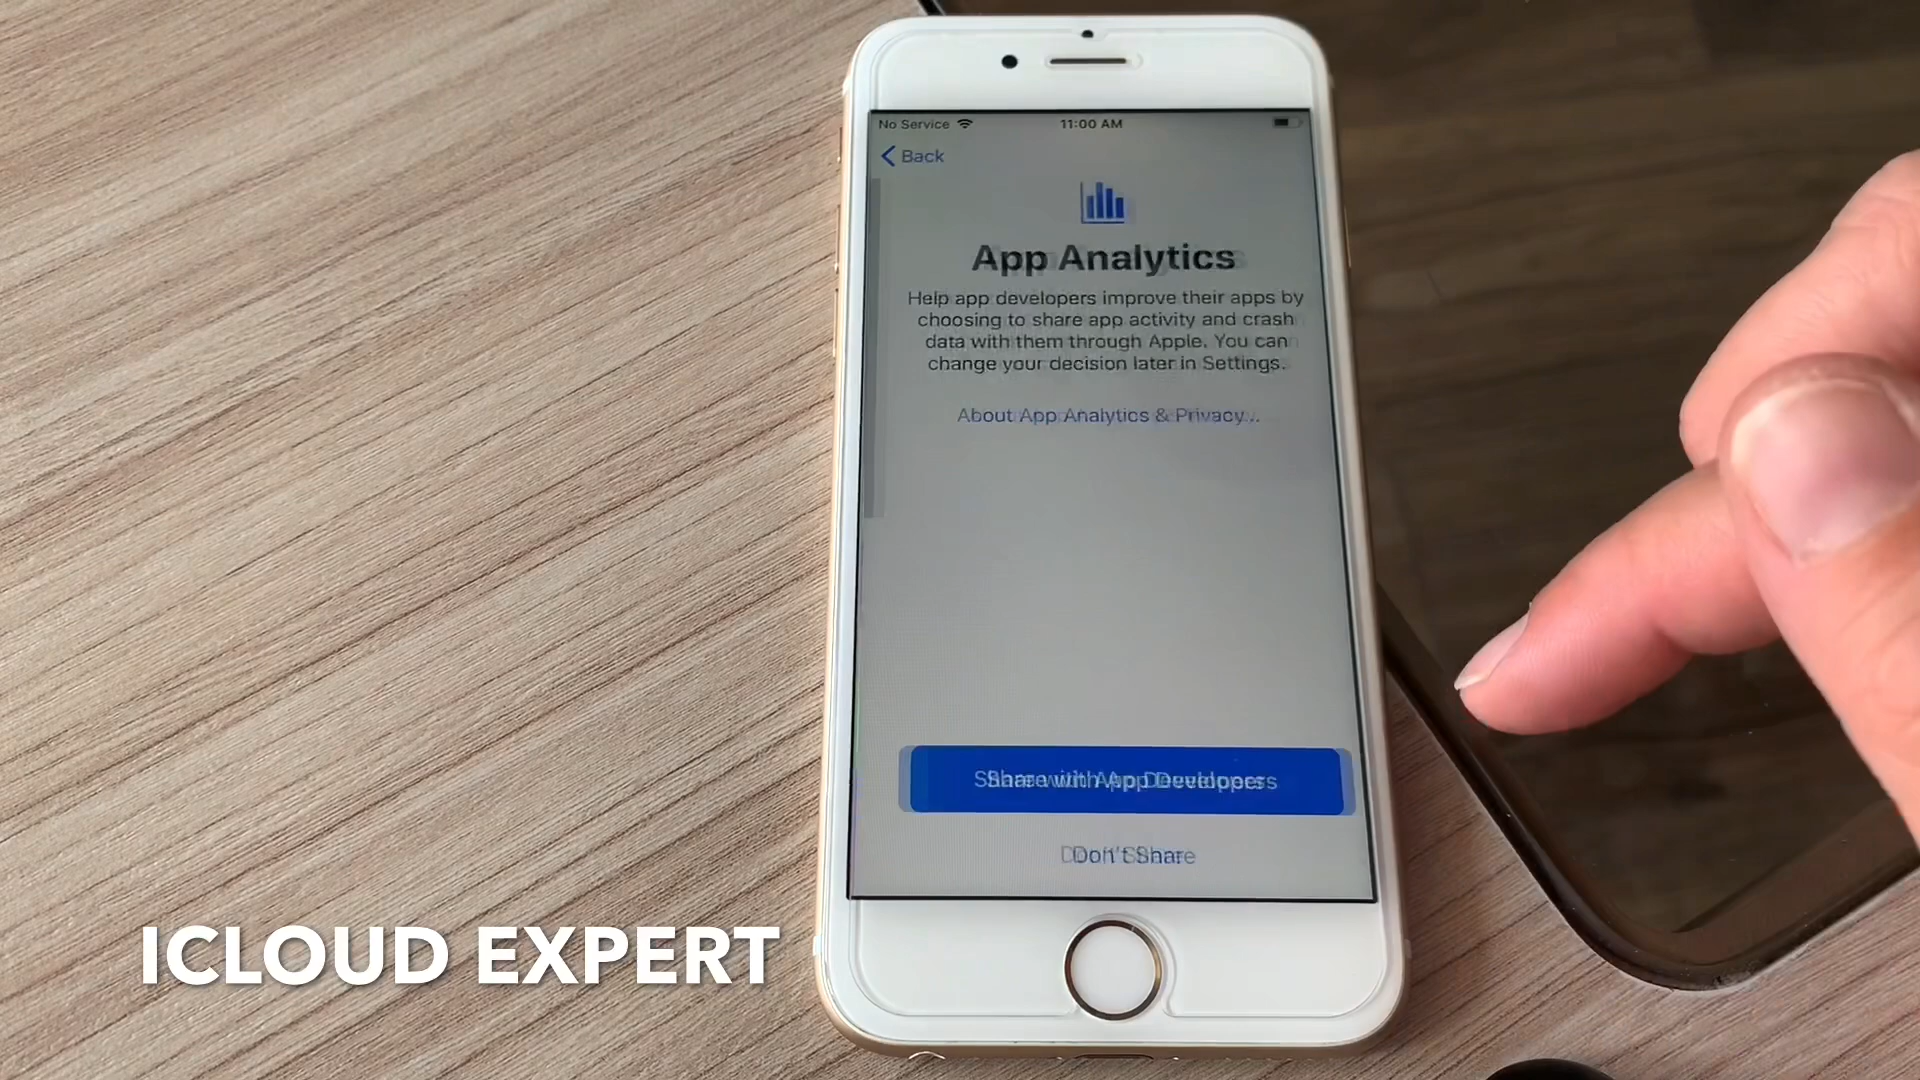 No Service
11:00 AM
Back
App Analytics
Help app developers improve their apps by
choosing to share app activity and crash
data with them through Apple. You can
change your decision later in Settings.
About App Analytics & Privacy...
Share with App Developers
Don't Share
ICLOUD EXPERT